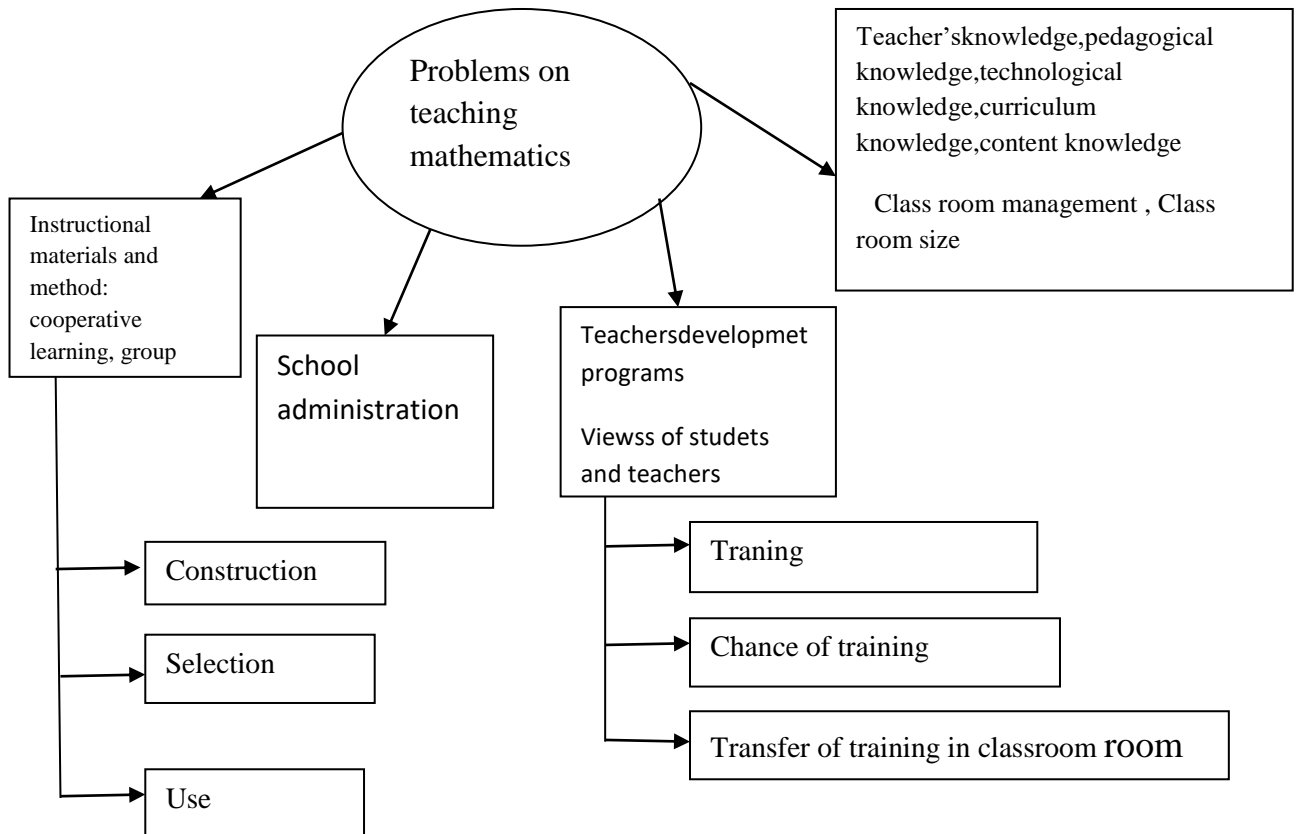 Problems on
teaching
mathematics
Teacher’sknowledge,pedagogical
knowledge,technological
knowledge,curriculum
knowledge,content knowledge
Class room management , Class
room size
Instructional
materials and
method:
cooperative
learning, group
School
administration
Teachersdevelopmet
programs
Viewss of studets
and teachers
Construction
Selection
Use
Traning
Chance of training
Transfer of training in classroom room